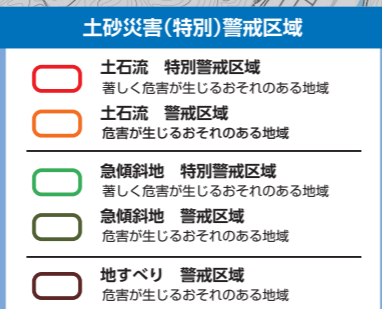 土砂災害(特別)警戒区域
土石流　特別警戒区域
著しく危害が生じるおそれのある地域
土石流　警戒区域
危害が生じるおそれのある地域
急傾斜地　特別警戒区域
著しく危害が生じるおそれのある地域
急傾斜地　警戒区域
危害が生じるおそれのある地域
地すべり　警戒区域
危害が生じるおそれのある地域